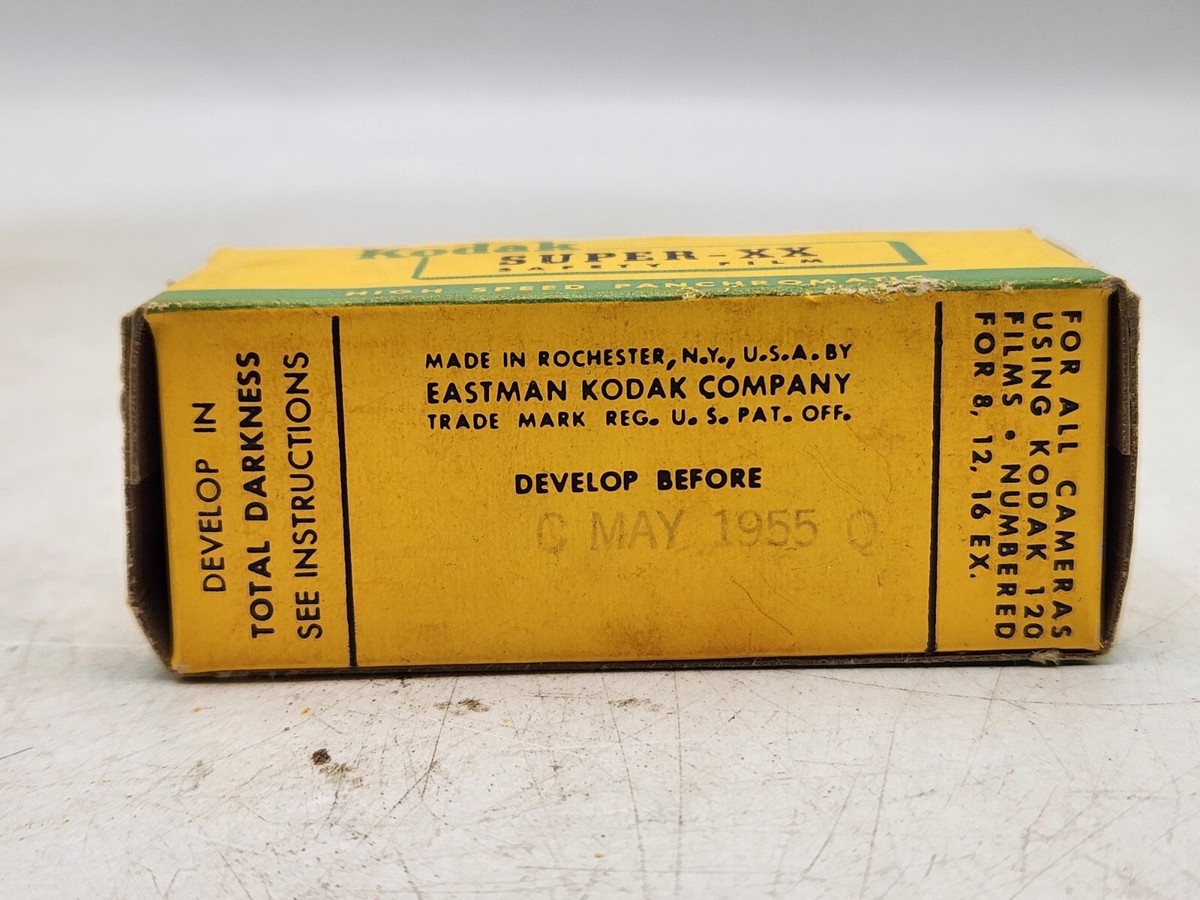 Kodak
SUPER-XX
SAFETY FILM
HIGH SPEED PANCHROMATIC
DEVELOP IN
TOTAL DARKNESS
SEE INSTRUCTIONS
MADE IN ROCHESTER, N.Y., U.S.A. BY
EASTMAN KODAK COMPANY
TRADE MARK REG. U. S. PAT. OFF.
DEVELOP BEFORE
C MAY 1955 Q
FOR ALL CAMERAS
USING KODAK 120
FILMS • NUMBERED
FOR 8, 12, 16 EX.